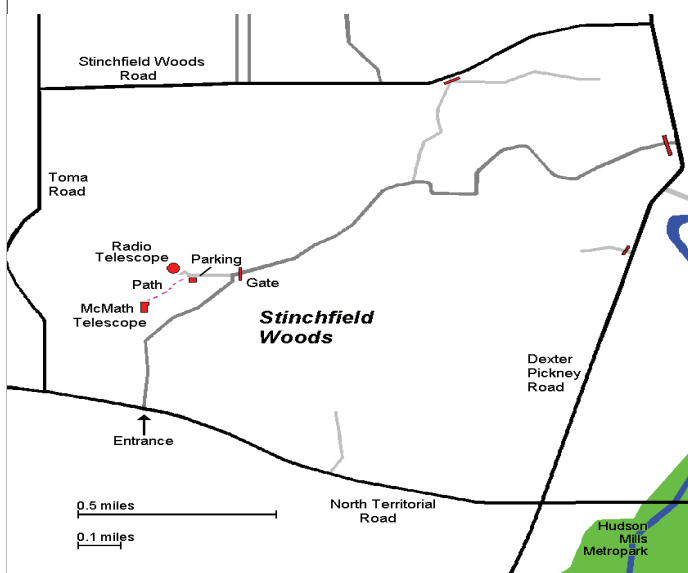 Stinchfield Woods
Road
Toma
Road
Radio
Telescope
Parking
Path
Gate
McMath
Telescope
Stinchfield
Woods
Dexter
Pickney
Road
Entrance
0.5 miles
North Territorial
Road
0.1 miles
Hudson
Mills
Metropark